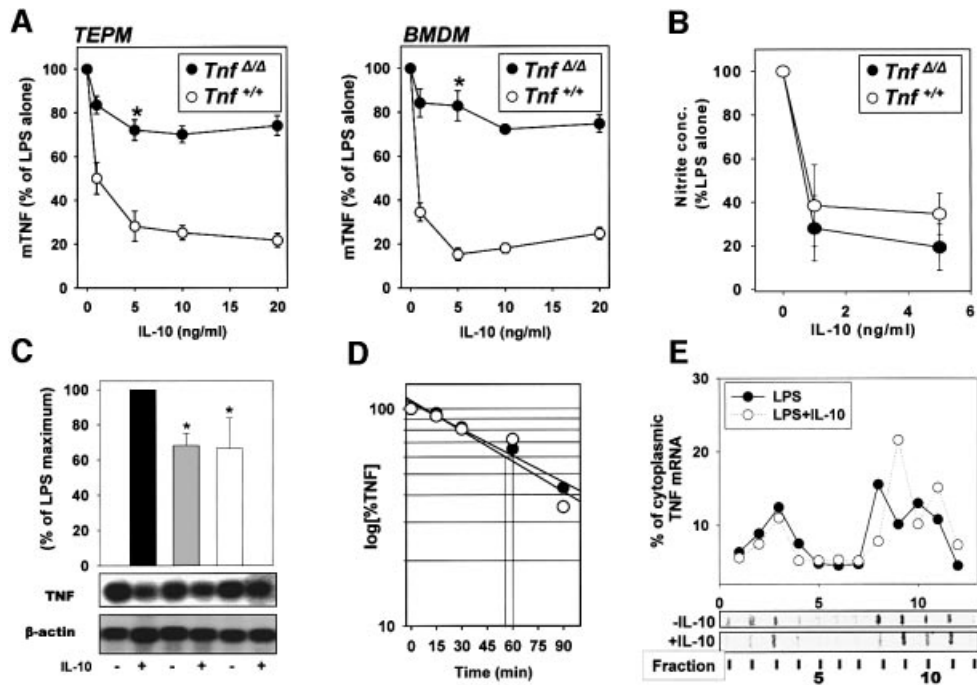 A
TEPM
mTNF (% of LPS alone)
100
80
60
40
20
0
*
Tnf Δ/Δ
Tnf +/+
0 5 10 15 20
IL-10 (ng/ml)
BMDM
mTNF (% of LPS alone)
100
80
60
40
20
0
*
Tnf Δ/Δ
Tnf +/+
0 5 10 15 20
IL-10 (ng/ml)
B
Nitrite conc.
(%LPS alone)
100
80
60
40
20
0
Tnf Δ/Δ
Tnf +/+
0 2 4 6
IL-10 (ng/ml)
C
(% of LPS maximum)
100
80
60
40
20
0
* *
TNF
β-actin
IL-10 - + - + - +
D
log[%TNF]
100
10
0 15 30 45 60 75 90
Time (min)
E
% of cytoplasmic
TNF mRNA
30
20
10
LPS
LPS+IL-10
0 5 10
-IL-10
+IL-10
Fraction
5 10